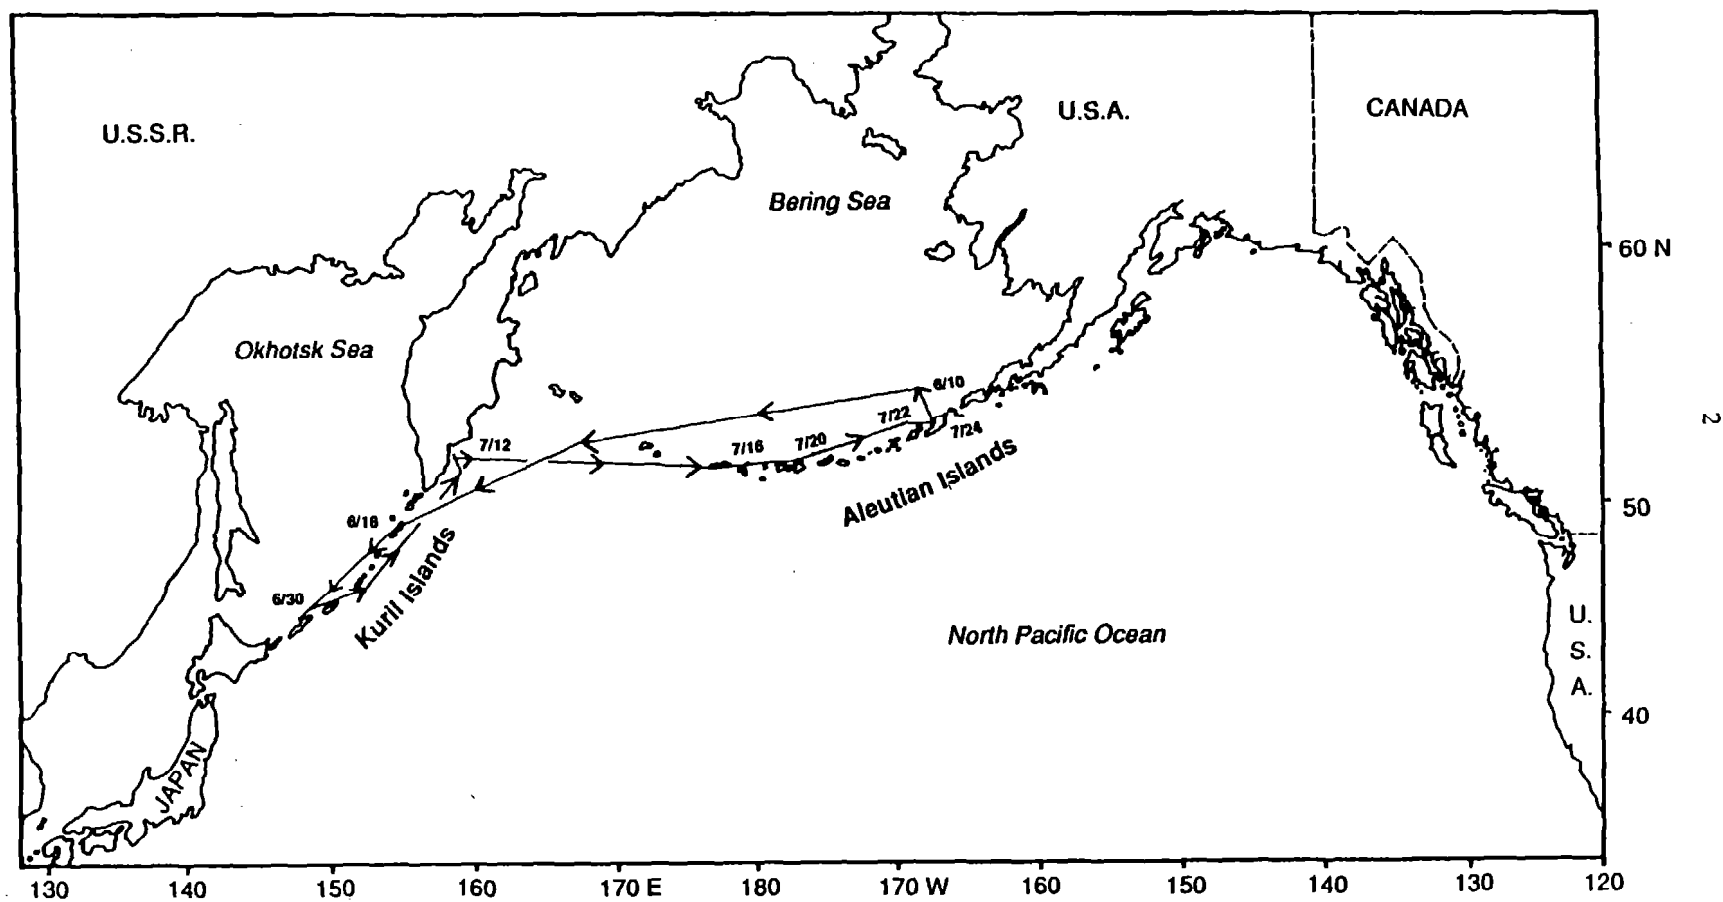 U.S.S.R.
U.S.A.
CANADA
Bering Sea
60 N
Okhotsk Sea
6/10
7/22
7/24
7/12
7/16
7/20
2
Aleutian Islands
50
6/18
Kuril Islands
6/30
U.
S.
A.
North Pacific Ocean
40
JAPAN
130 140 150 160 170 E 180 170 W 160 150 140 130 120